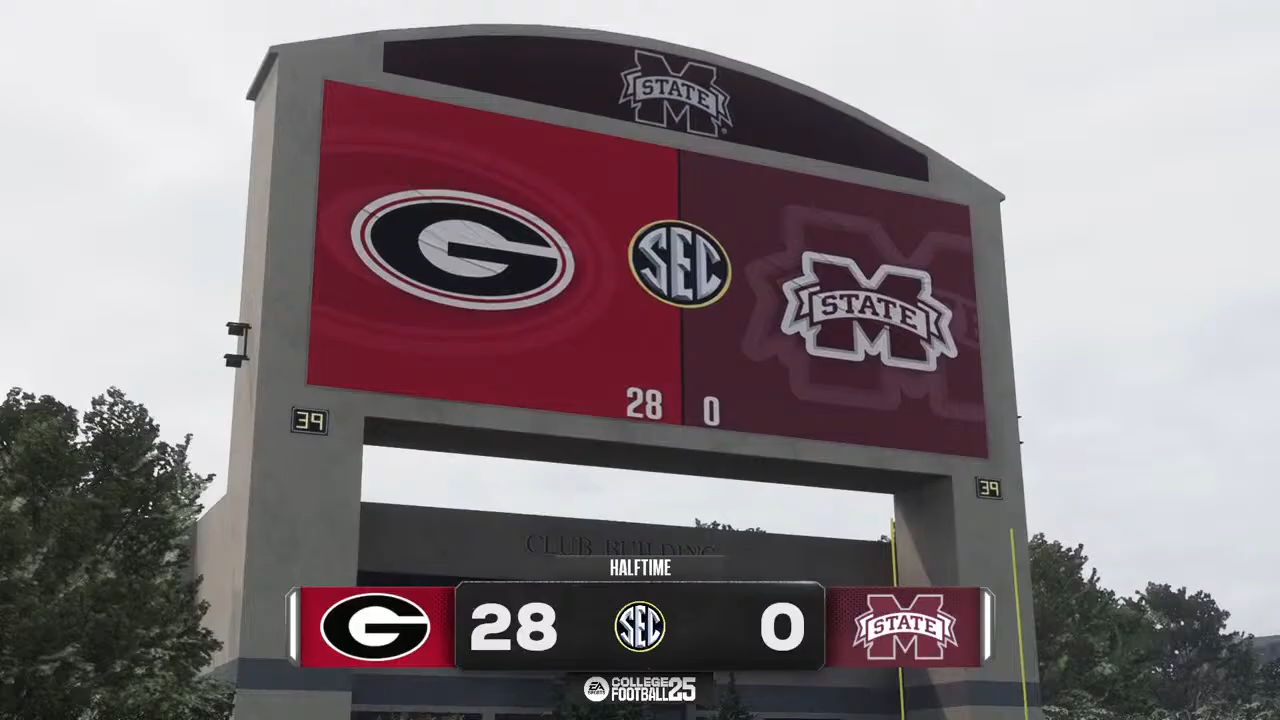 STATE
M
G
SEC
STATE
M
28 0
39
39
CLUB BUILDING
HALFTIME
G 28 SEC 0 STATE
M
EA SPORTS COLLEGE
FOOTBALL 25